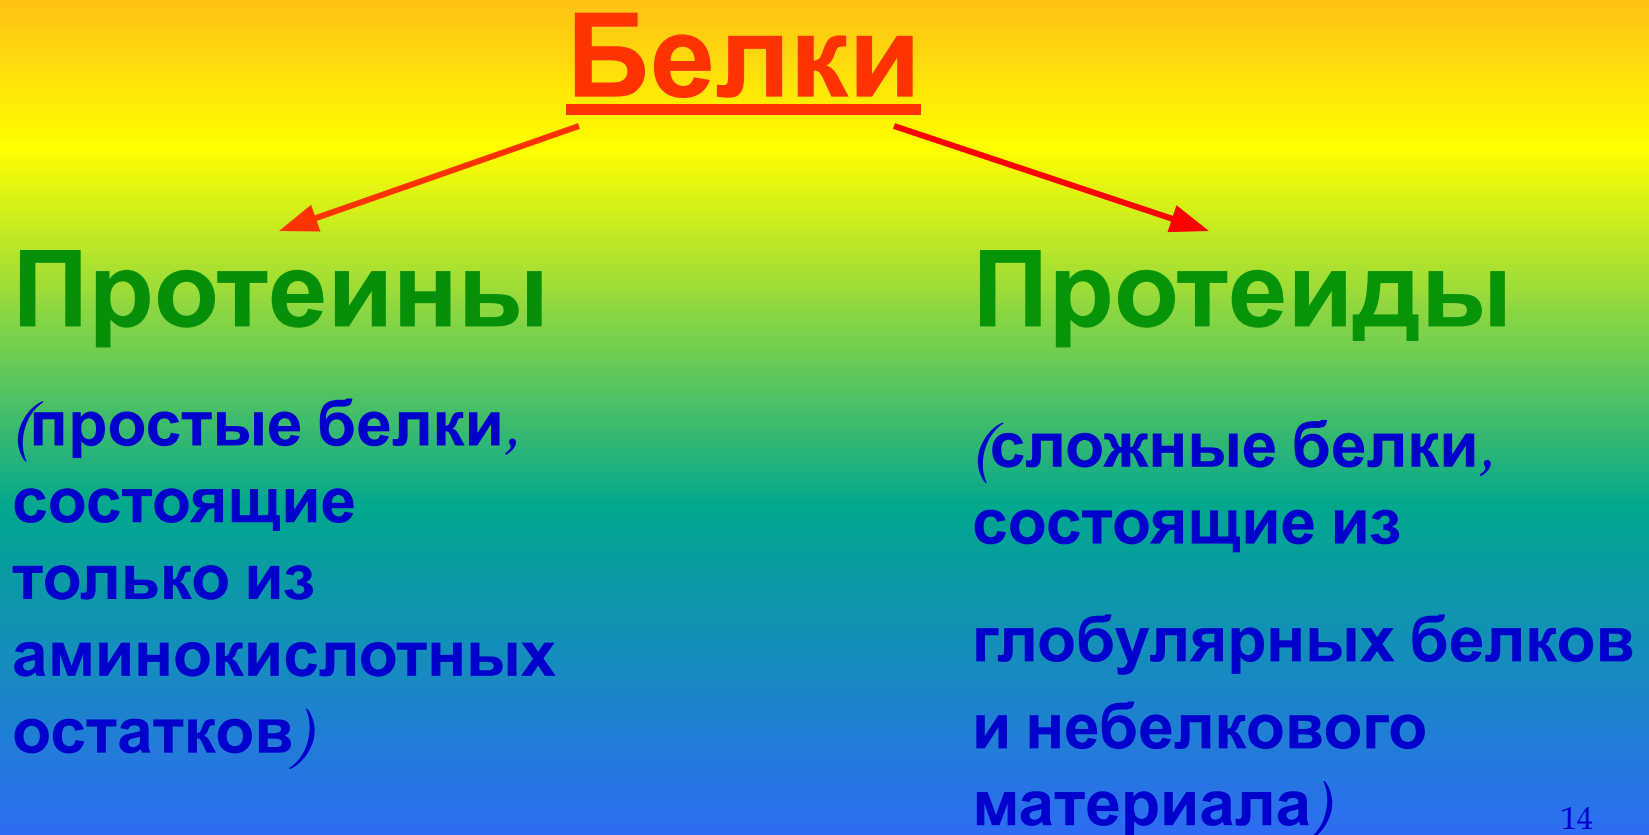 Белки
Протеины
(простые белки,
состоящие
только из
аминокислотных
остатков)
Протеиды
(сложные белки,
состоящие из
глобулярных белков
и небелкового
материала)
14